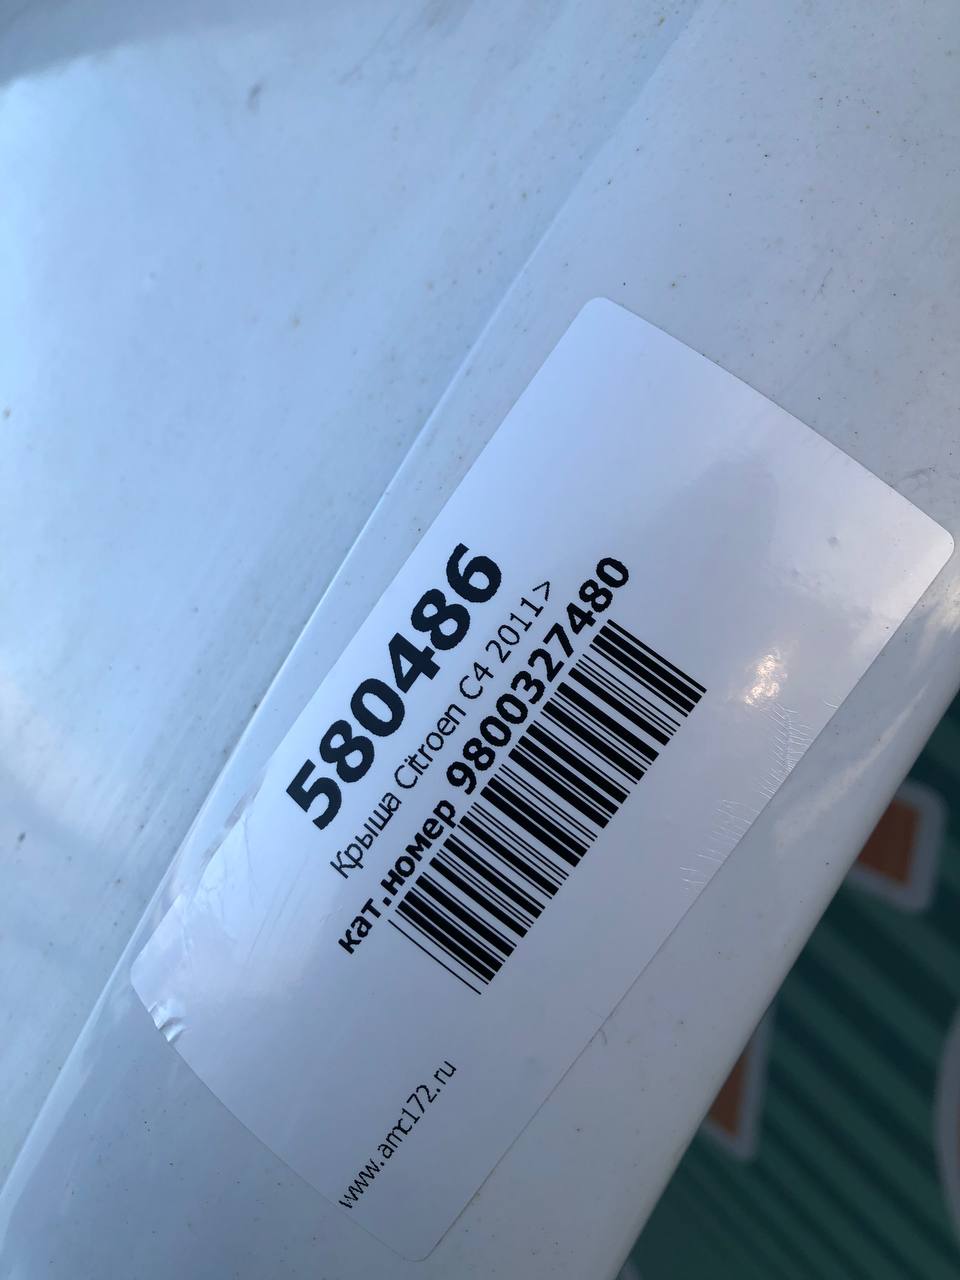 580486
Крыша Citroen C4 2011>
кат.номер 9800327480
www.amc172.ru